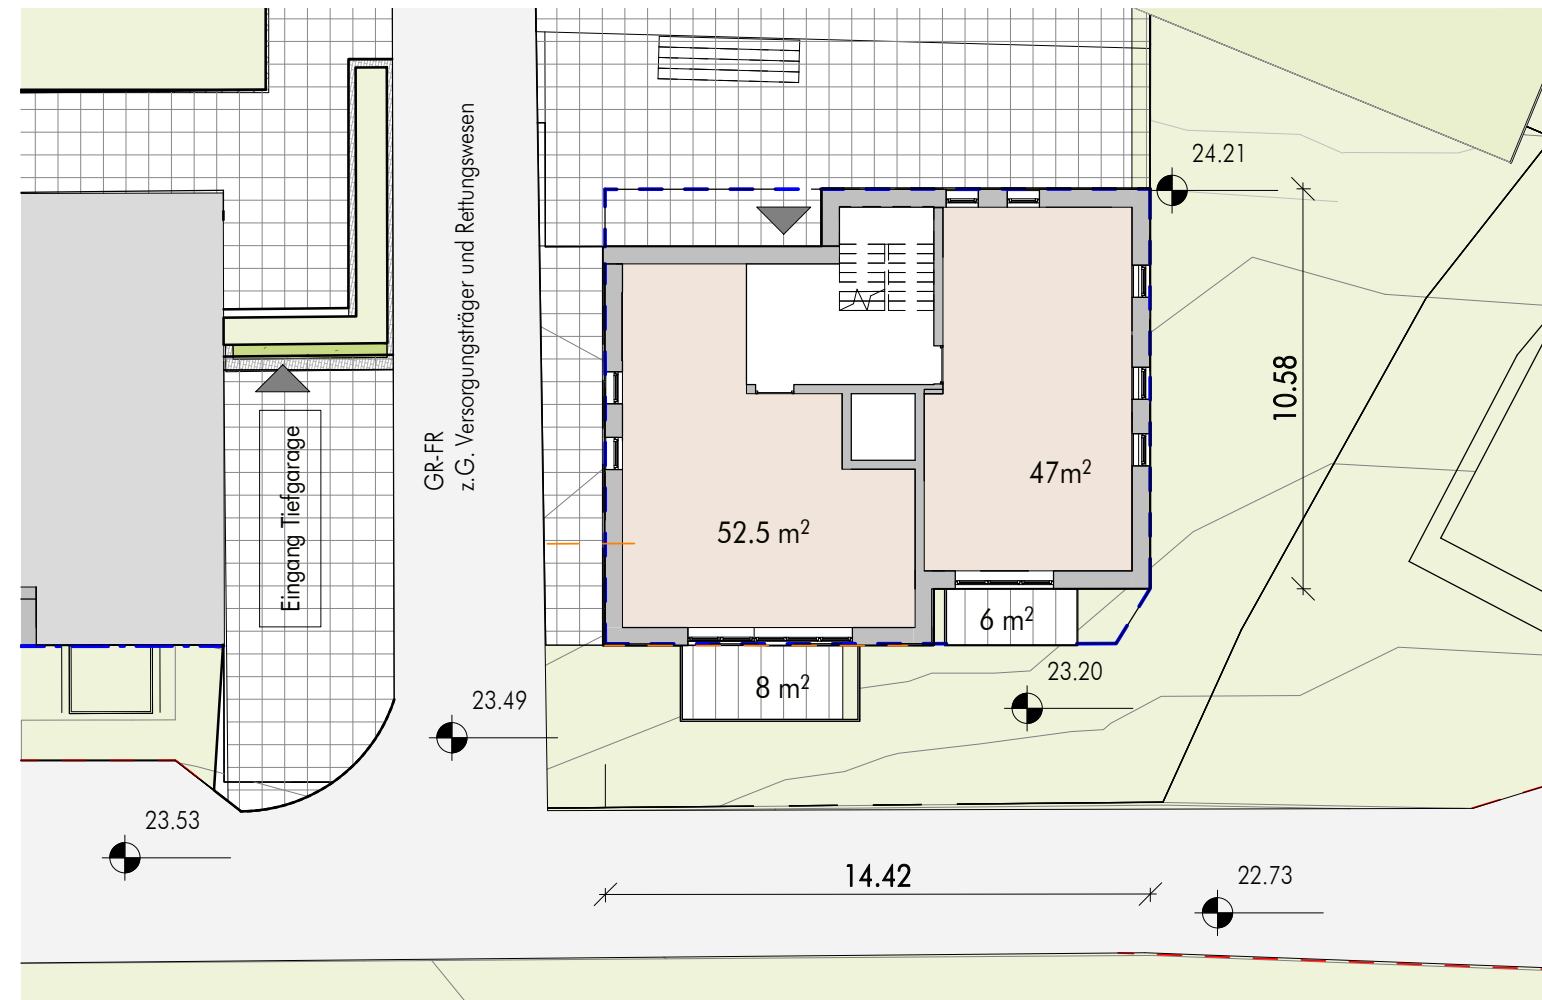 24.21
GR-FR
z.G. Versorgungsträger und Rettungswesen
Eingang Tiefgarage
10.58
47m²
52.5 m²
6 m²
8 m²
23.20
23.49
23.53
14.42
22.73